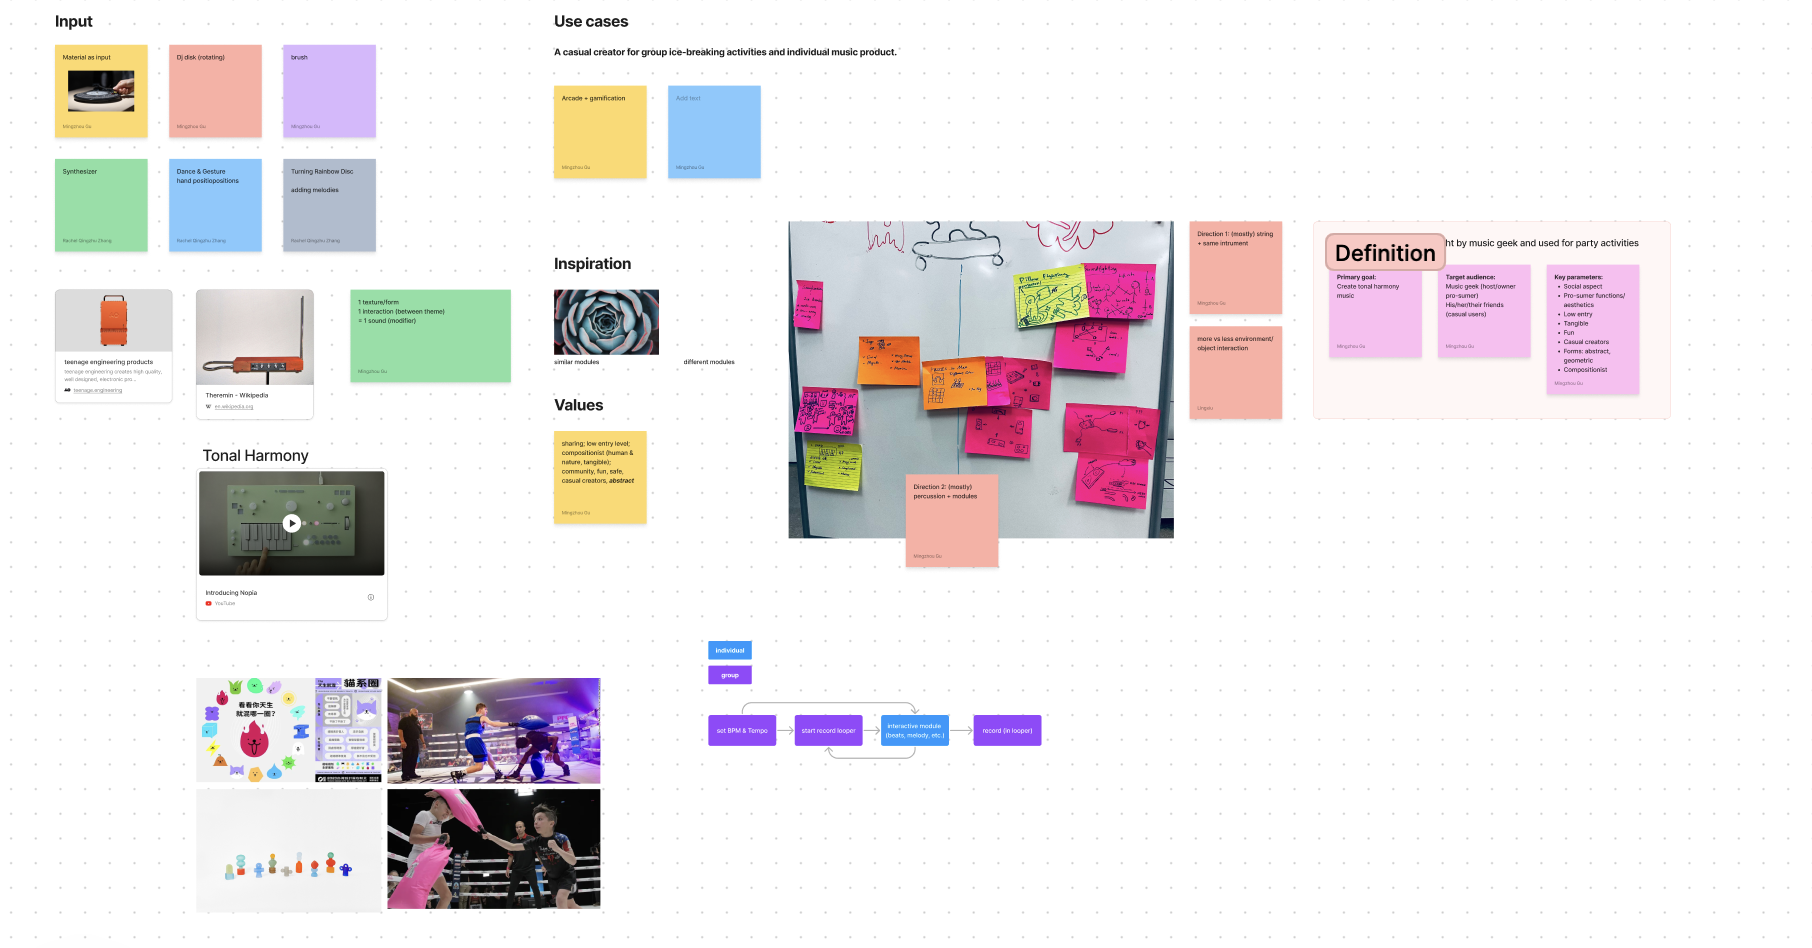 Input
Material as input
Mingzhou Gu
Dj disk (rotating)
Mingzhou Gu
brush
Mingzhou Gu
Synthesizer
Rachel Qingzhu Zhang
Dance & Gesture
hand positiopositions
Rachel Qingzhu Zhang
Turning Rainbow Disc
adding melodies
Rachel Qingzhu Zhang
teenage engineering products
teenage engineering creates high quality,
well designed, electronic pro...
teenage.engineering
Theremin - Wikipedia
en.wikipedia.org
1 texture/form
1 interaction (between theme)
= 1 sound (modifier)
Mingzhou Gu
Tonal Harmony
Introducing Nopia
YouTube
看看你天生
就混哪一圈?
貓系圈
Use cases
A casual creator for group ice-breaking activities and individual music product.
Arcade + gamification
Mingzhou Gu
Add text
Mingzhou Gu
Inspiration
similar modules
different modules
Values
sharing; low entry level;
compositionist (human &
nature, tangible);
community, fun, safe,
casual creators, abstract
Mingzhou Gu
Direction 2: (mostly)
percussion + modules
Mingzhou Gu
Direction 1: (mostly) string
+ same intrument
Mingzhou Gu
more vs less environment/
object interaction
Lingxiu
Definition
ht by music geek and used for party activities
Primary goal:
Create tonal harmony
music
Mingzhou Gu
Target audience:
Music geek (host/owner
pro-sumer)
His/her/their friends
(casual users)
Mingzhou Gu
Key parameters:
• Social aspect
• Pro-sumer functions/
aesthetics
• Low entry
• Tangible
• Fun
• Casual creators
• Forms: abstract,
geometric
• Compositionist
Mingzhou Gu
individual
group
set BPM & Tempo
start record looper
interactive module
(beats, melody, etc.)
record (in looper)